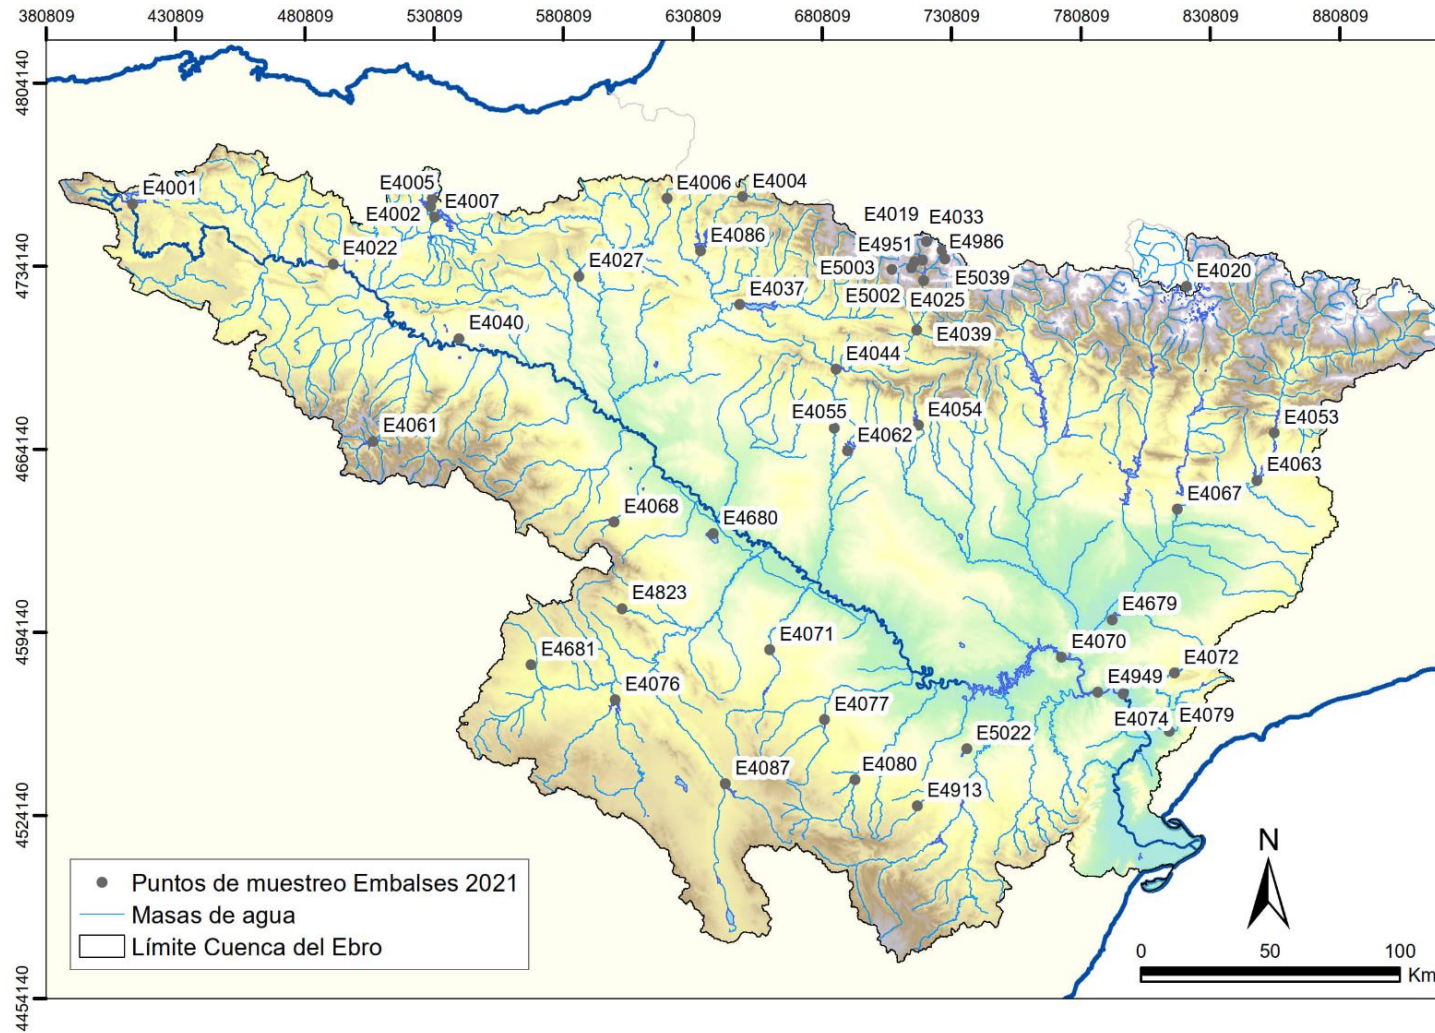 380809 430809 480809 530809 580809 630809 680809 730809 780809 830809 880809
4804140
4734140
4664140
4594140
4524140
4454140
E4001
E4005
E4007
E4002
E4006
E4004
E4019
E4033
E4951
E4986
E4086
E4022
E4027
E5003
E5039
E4020
E5002
E4025
E4037
E4040
E4039
E4044
E4055
E4054
E4061
E4062
E4053
E4063
E4067
E4068
E4680
E4823
E4679
E4071
E4070
E4072
E4681
E4076
E4949
E4077
E4074
E4079
E5022
E4087
E4080
E4913
Puntos de muestreo Embalses 2021
Masas de agua
Límite Cuenca del Ebro
N
0 50 100
Km